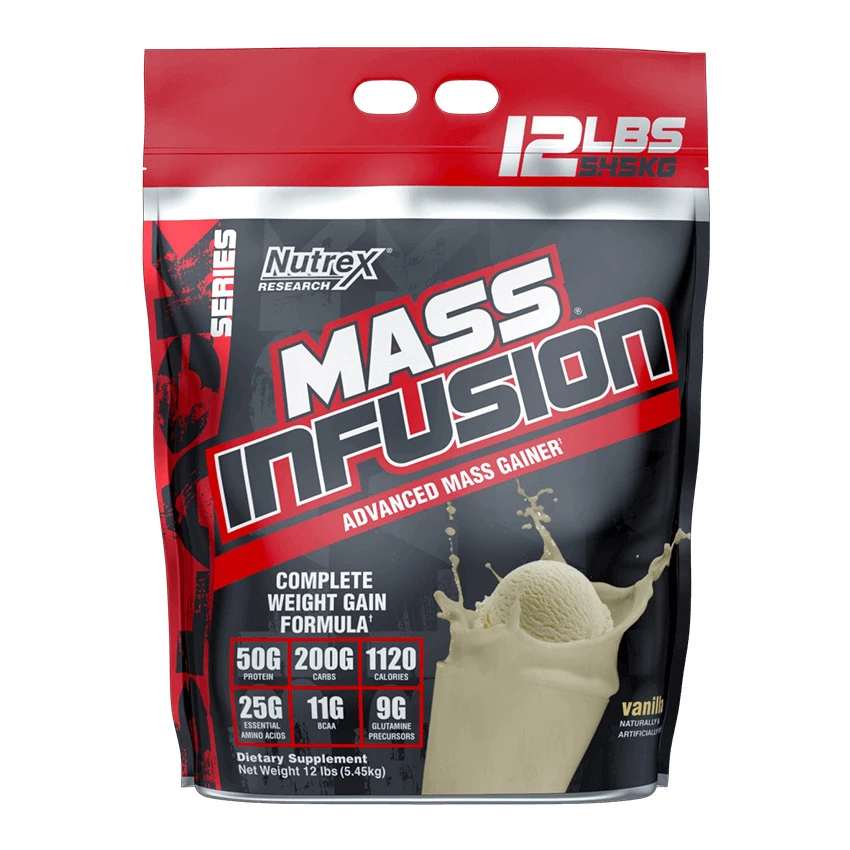 12LBS
5.45KG
SERIES
Nutrex®
RESEARCH
MASS
INFUSION®
ADVANCED MASS GAINER†
COMPLETE
WEIGHT GAIN
FORMULA†
50G
PROTEIN
200G
CARBS
1120
CALORIES
25G
ESSENTIAL
AMINO ACIDS
11G
BCAA
9G
GLUTAMINE
PRECURSORS
vanilla
NATURALLY &
Dietary Supplement
Net Weight 12 lbs (5.45kg)